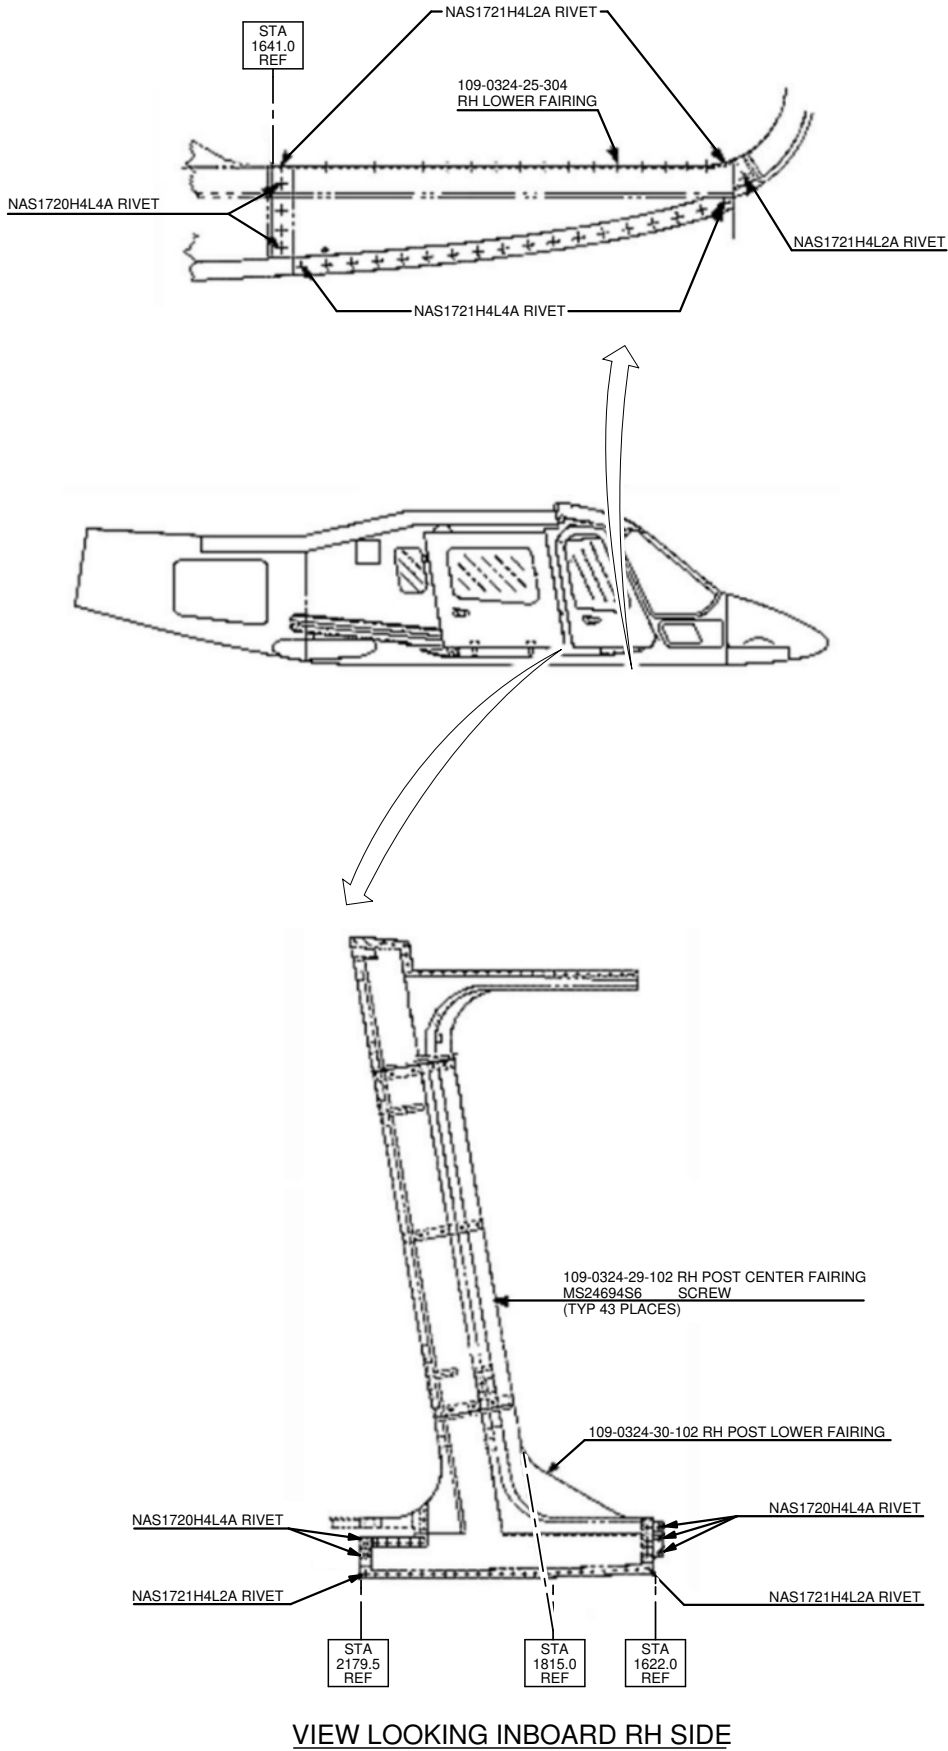 NAS1721H4L2A RIVET
STA
1641.0
REF
109-0324-25-304
RH LOWER FAIRING
NAS1720H4L4A RIVET
NAS1721H4L2A RIVET
NAS1721H4L4A RIVET
109-0324-29-102 RH POST CENTER FAIRING
MS24694S6 SCREW
(TYP 43 PLACES)
109-0324-30-102 RH POST LOWER FAIRING
NAS1720H4L4A RIVET
NAS1720H4L4A RIVET
NAS1721H4L2A RIVET
NAS1721H4L2A RIVET
STA
2179.5
REF
STA
1815.0
REF
STA
1622.0
REF
VIEW LOOKING INBOARD RH SIDE